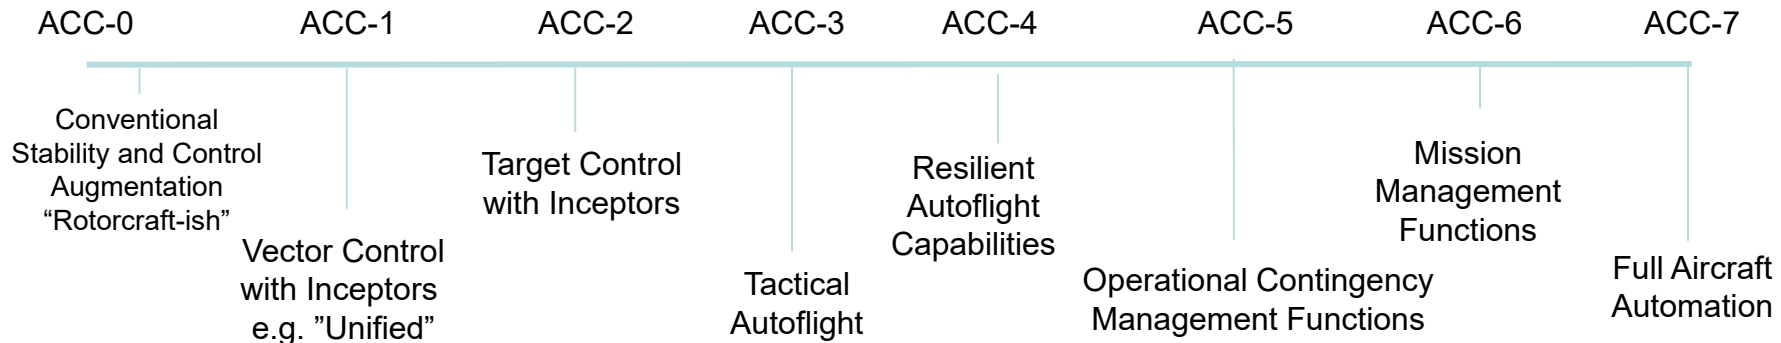 ACC-0
ACC-1
ACC-2
ACC-3
ACC-4
ACC-5
ACC-6
ACC-7
Conventional
Stability and Control
Augmentation
“Rotorcraft-ish”
Vector Control
with Inceptors
e.g. ”Unified”
Target Control
with Inceptors
Tactical
Autoflight
Resilient
Autoflight
Capabilities
Operational Contingency
Management Functions
Mission
Management
Functions
Full Aircraft
Automation